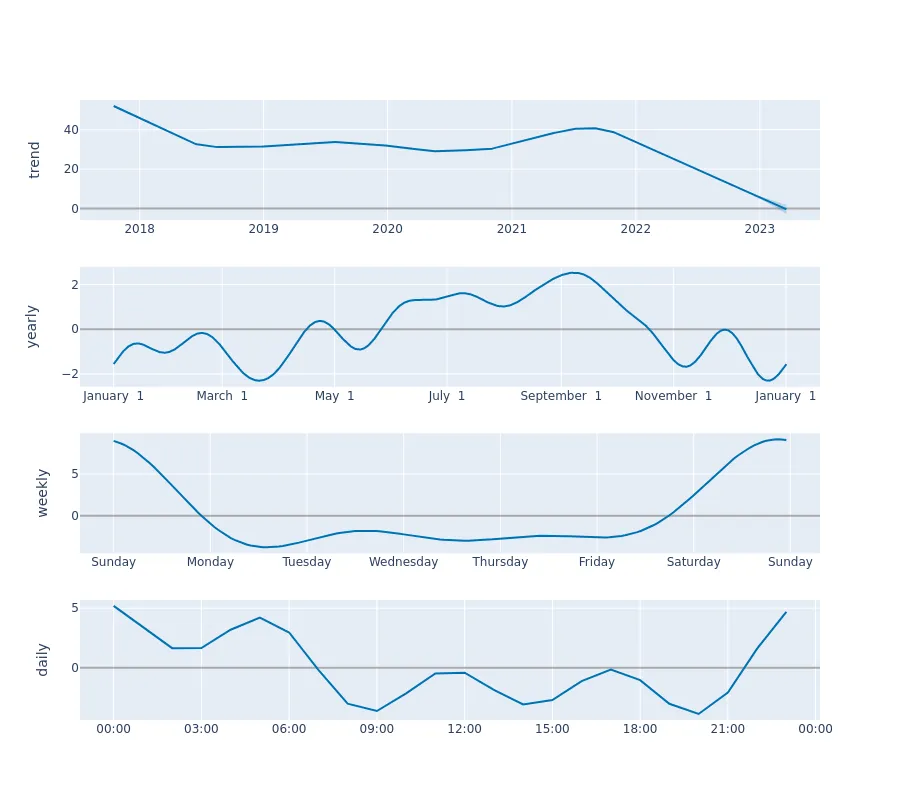 trend
40
20
0
2018 2019 2020 2021 2022 2023
yearly
2
0
−2
January 1 March 1 May 1 July 1 September 1 November 1 January 1
weekly
5
0
Sunday Monday Tuesday Wednesday Thursday Friday Saturday Sunday
daily
5
0
00:00 03:00 06:00 09:00 12:00 15:00 18:00 21:00 00:00